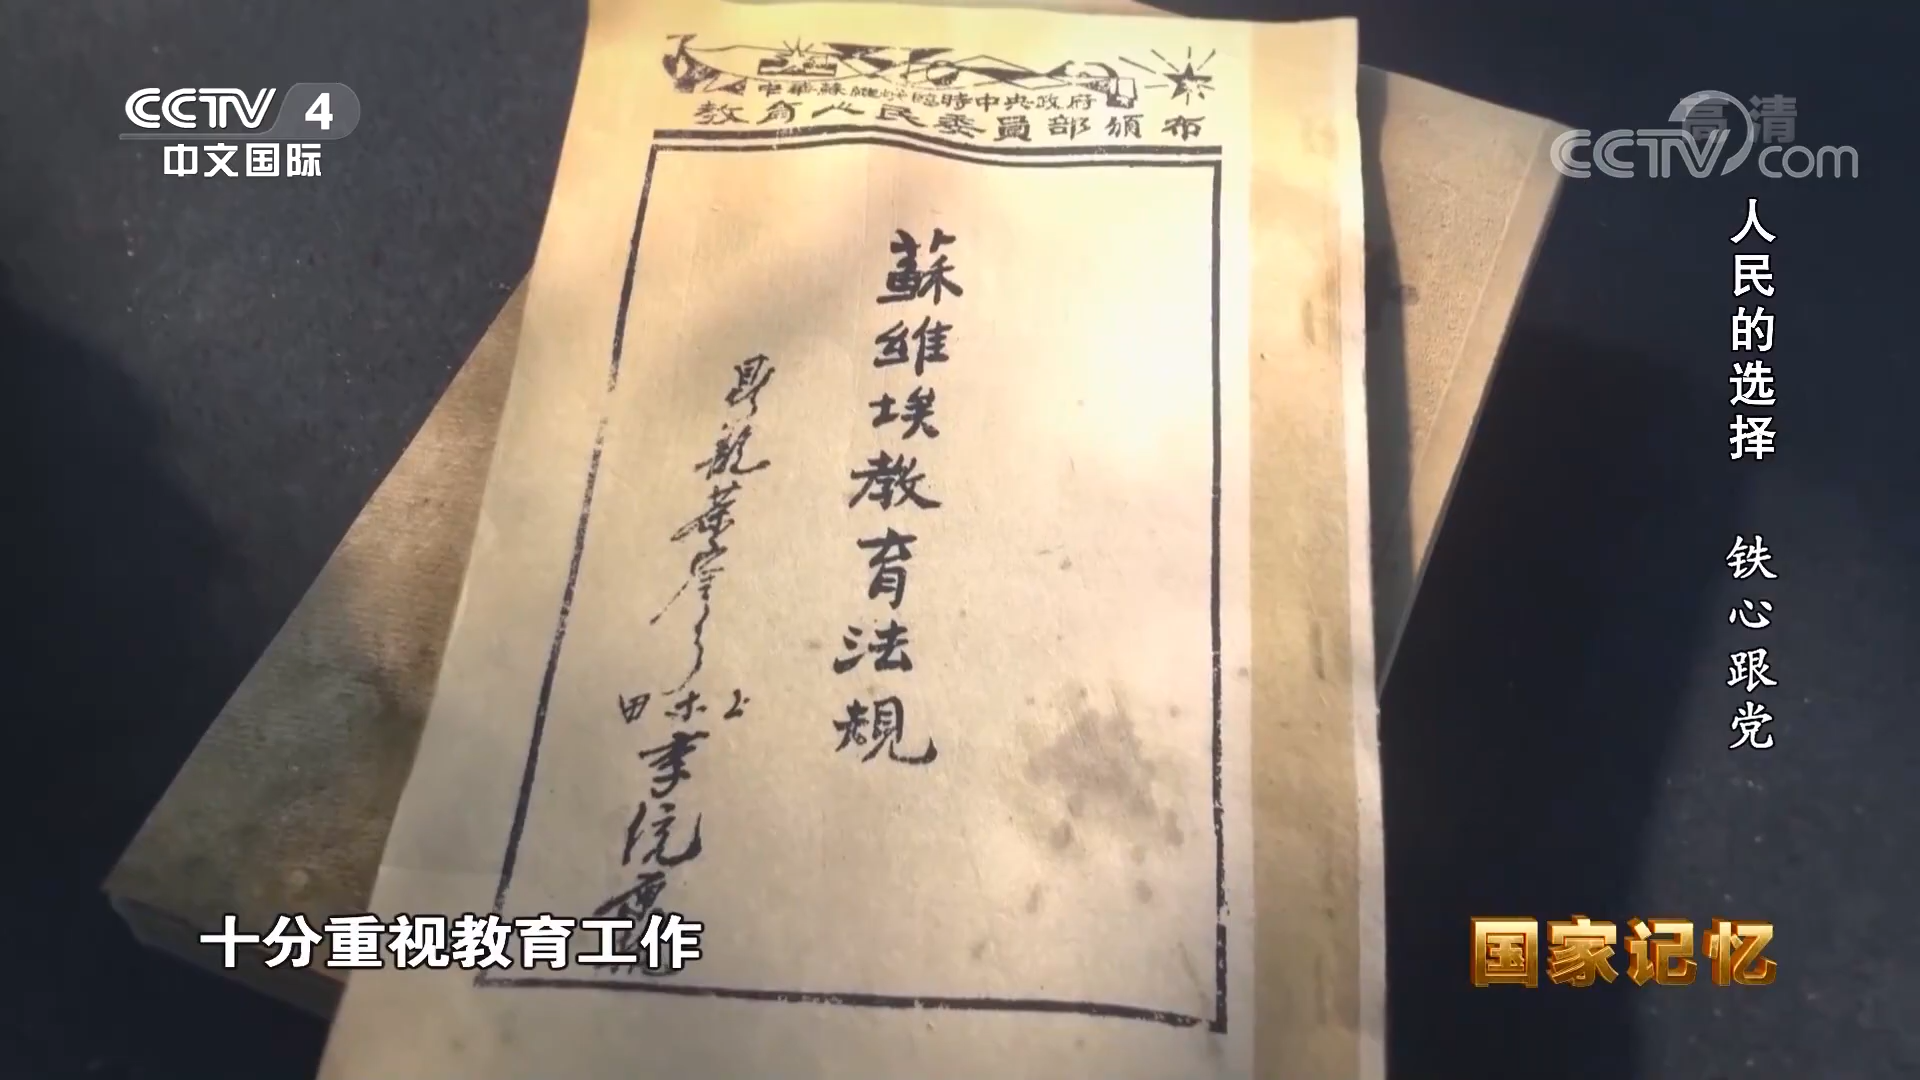 CCTV 4
中文国际
高清
CCTV com
人民的选择 铁心跟党
中華蘇維埃臨時中央政府
教育人民委員部頒布
蘇維埃教育法規
田 上
李
十分重视教育工作
国家记忆